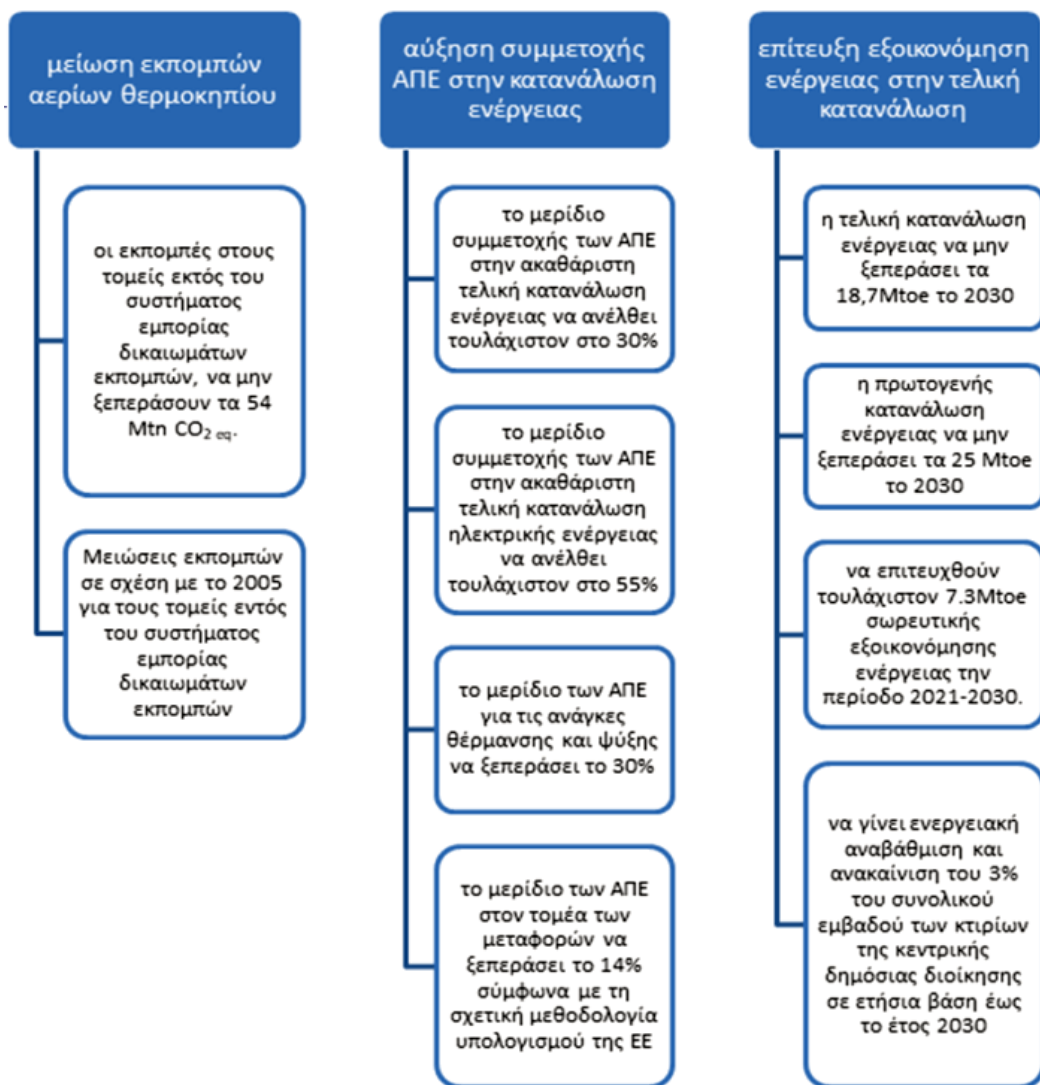 μείωση εκπομπών
αερίων θερμοκηπίου
οι εκπομπές στους
τομείς εκτός του
συστήματος
εμπορίας
δικαιωμάτων
εκπομπών, να μην
ξεπεράσουν τα 54
Mtn CO₂ eq.
Μειώσεις εκπομπών
σε σχέση με το 2005
για τους τομείς εντός
του συστήματος
εμπορίας
δικαιωμάτων
εκπομπών
αύξηση συμμετοχής
ΑΠΕ στην κατανάλωση
ενέργειας
το μερίδιο
συμμετοχής των ΑΠΕ
στην ακαθάριστη
τελική κατανάλωση
ενέργειας να ανέλθει
τουλάχιστον στο 30%
το μερίδιο
συμμετοχής των ΑΠΕ
στην ακαθάριστη
τελική κατανάλωση
ηλεκτρικής ενέργειας
να ανέλθει
τουλάχιστον στο 55%
το μερίδιο των ΑΠΕ
για τις ανάγκες
θέρμανσης και ψύξης
να ξεπεράσει το 30%
το μερίδιο των ΑΠΕ
στον τομέα των
μεταφορών να
ξεπεράσει το 14%
σύμφωνα με τη
σχετική μεθοδολογία
υπολογισμού της ΕΕ
επίτευξη εξοικονόμηση
ενέργειας στην τελική
κατανάλωση
η τελική κατανάλωση
ενέργειας να μην
ξεπεράσει τα
18,7Mtoe το 2030
η πρωτογενής
κατανάλωση
ενέργειας να μην
ξεπεράσει τα 25 Mtoe
το 2030
να επιτευχθούν
τουλάχιστον 7.3Mtoe
σωρευτικής
εξοικονόμησης
ενέργειας την
περίοδο 2021-2030.
να γίνει ενεργειακή
αναβάθμιση και
ανακαίνιση του 3%
του συνολικού
εμβαδού των κτιρίων
της κεντρικής
δημόσιας διοίκησης
σε ετήσια βάση έως
το έτος 2030